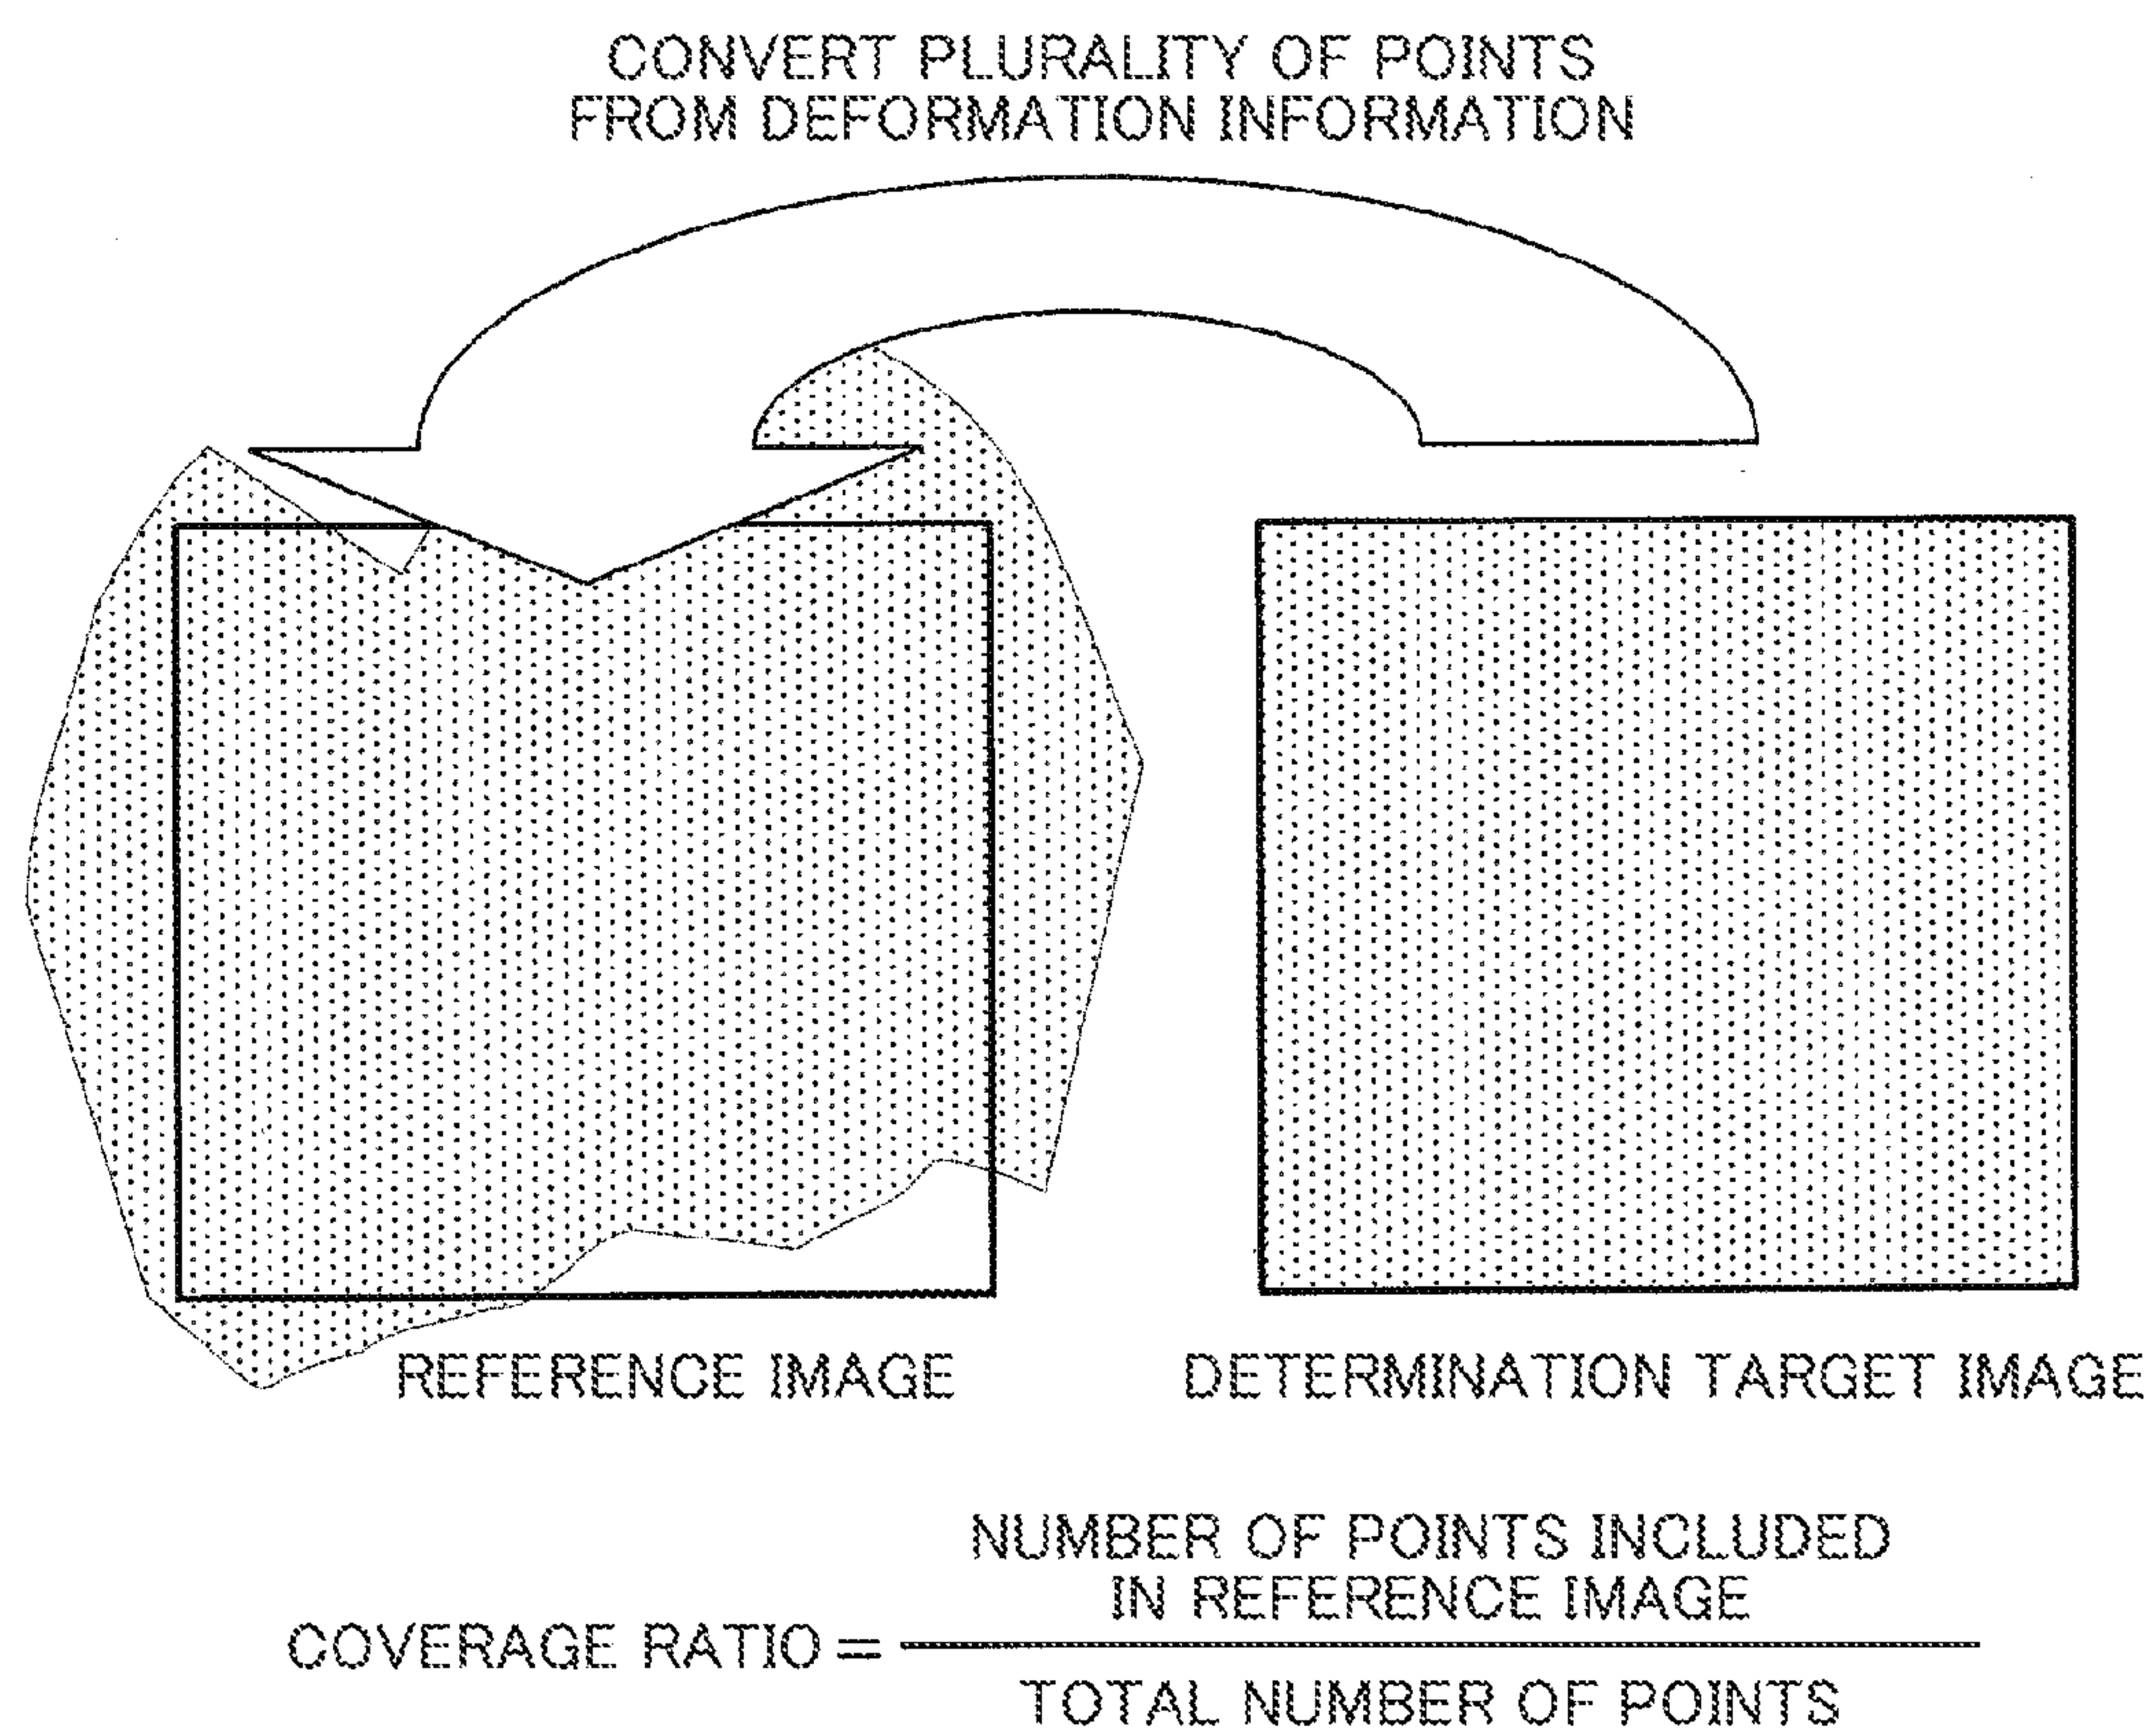 CONVERT PLURALITY OF POINTS
FROM DEFORMATION INFORMATION
REFERENCE IMAGE
DETERMINATION TARGET IMAGE
NUMBER OF POINTS INCLUDED
IN REFERENCE IMAGE
COVERAGE RATIO =
TOTAL NUMBER OF POINTS